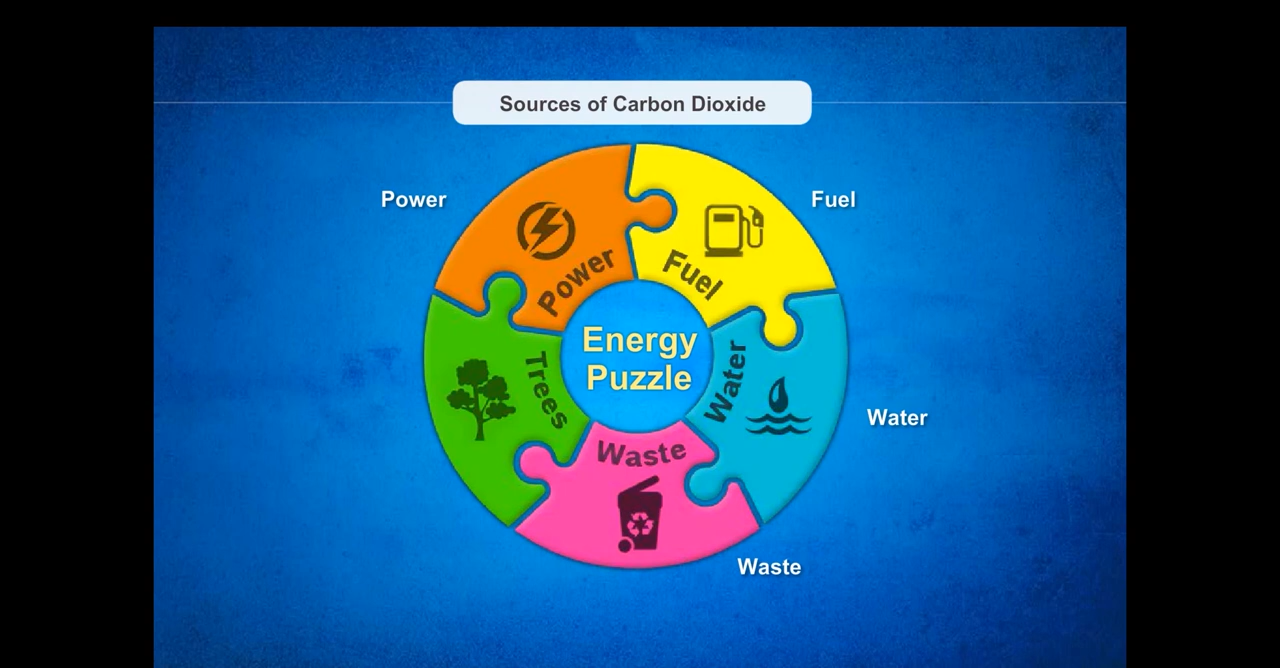 Sources of Carbon Dioxide
Power
Fuel
Power
Fuel
Energy
Puzzle
Trees
Water
Water
Waste
Waste